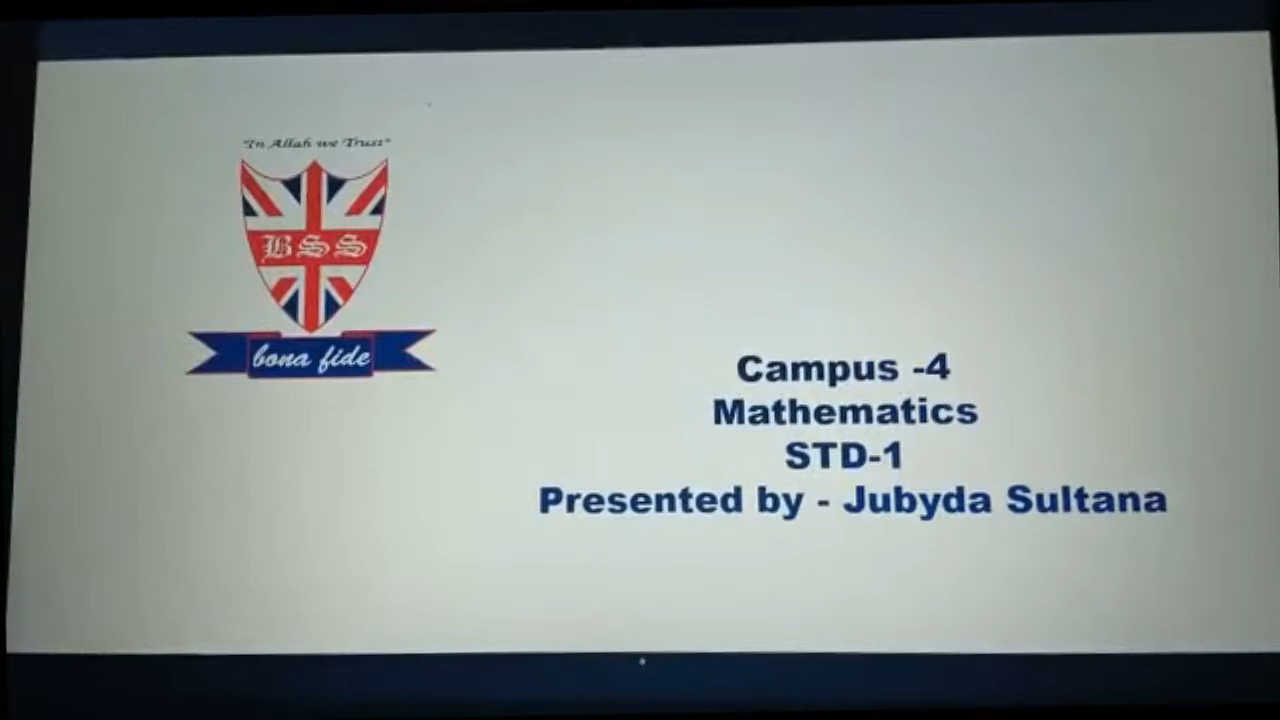 "In Allah we Trust"
BSS
bona fide
Campus -4
Mathematics
STD-1
Presented by - Jubyda Sultana